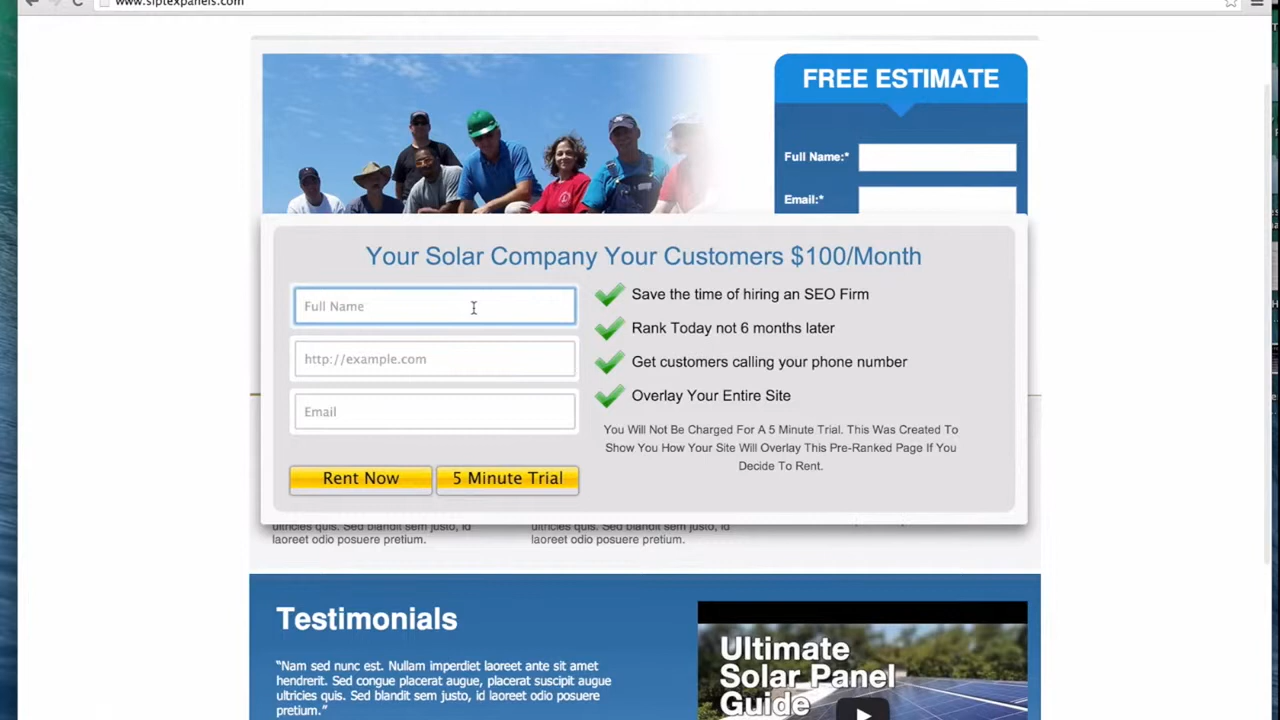 www.siptexpanels.com
FREE ESTIMATE
Full Name:*
Email:*
Your Solar Company Your Customers $100/Month
Full Name
http://example.com
Email
Rent Now
5 Minute Trial
Save the time of hiring an SEO Firm
Rank Today not 6 months later
Get customers calling your phone number
Overlay Your Entire Site
You Will Not Be Charged For A 5 Minute Trial. This Was Created To
Show You How Your Site Will Overlay This Pre-Ranked Page If You
Decide To Rent.
ultricies quis. Sed blandit sem justo, id
laoreet odio posuere pretium.
ultricies quis. Sed blandit sem justo, id
laoreet odio posuere pretium.
Testimonials
“Nam sed nunc est. Nullam imperdiet laoreet ante sit amet
hendrerit. Sed congue placerat augue, placerat suscipit augue
ultricies quis. Sed blandit sem justo, id laoreet odio posuere
pretium.”
Ultimate
Solar Panel
Guide